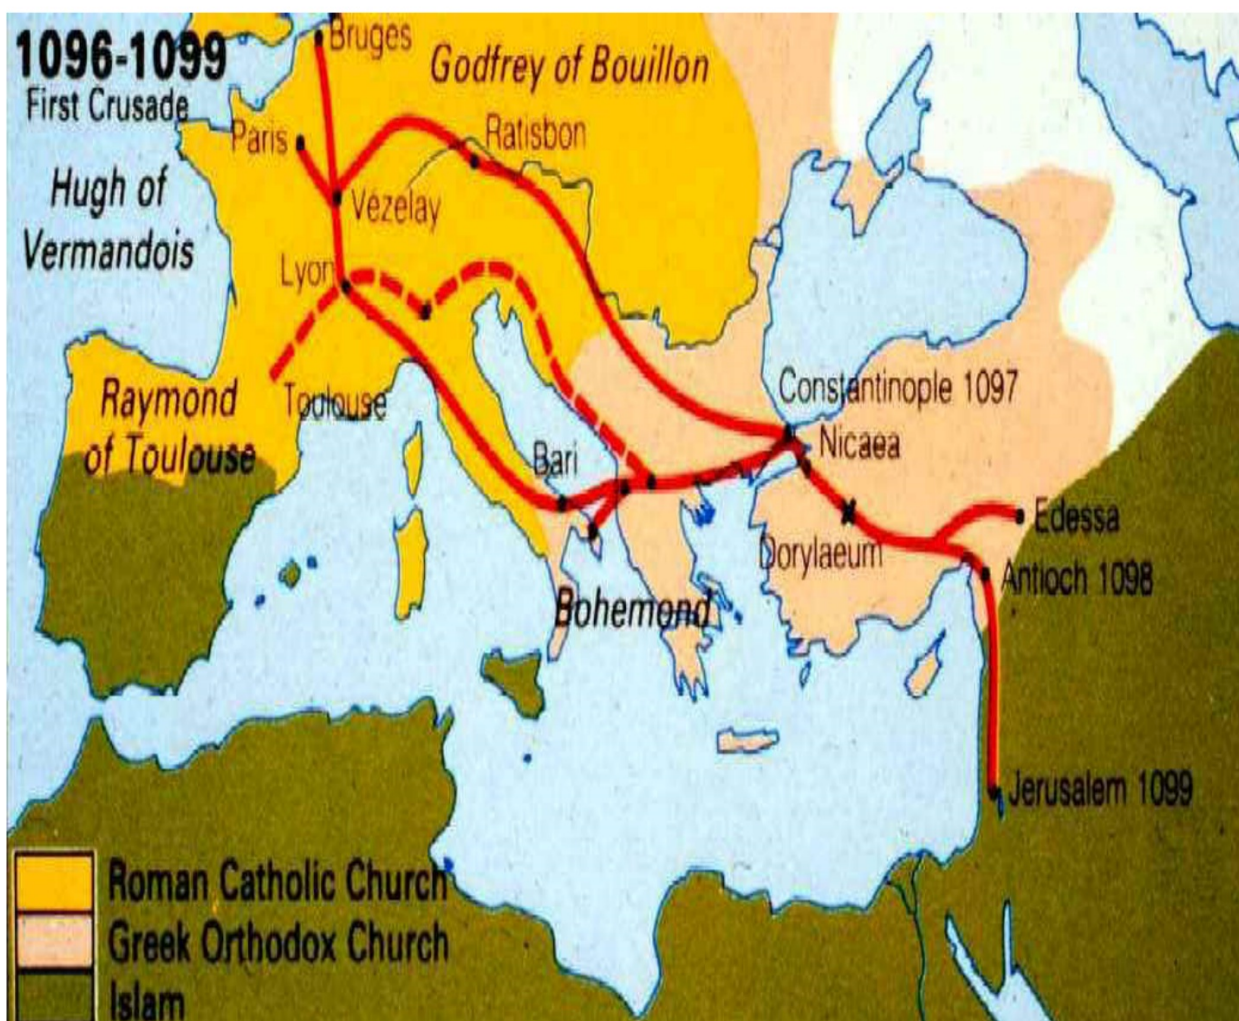 1096-1099
First Crusade
Hugh of
Vermandois
Bruges
Godfrey of Bouillon
Paris
Ratisbon
Vézelay
Lyon
Raymond
of Toulouse
Toulouse
Constantinople 1097
Nicaea
Bari
Edessa
Dorylaeum
Antioch 1098
Bohemond
Jerusalem 1099
Roman Catholic Church
Greek Orthodox Church
Islam